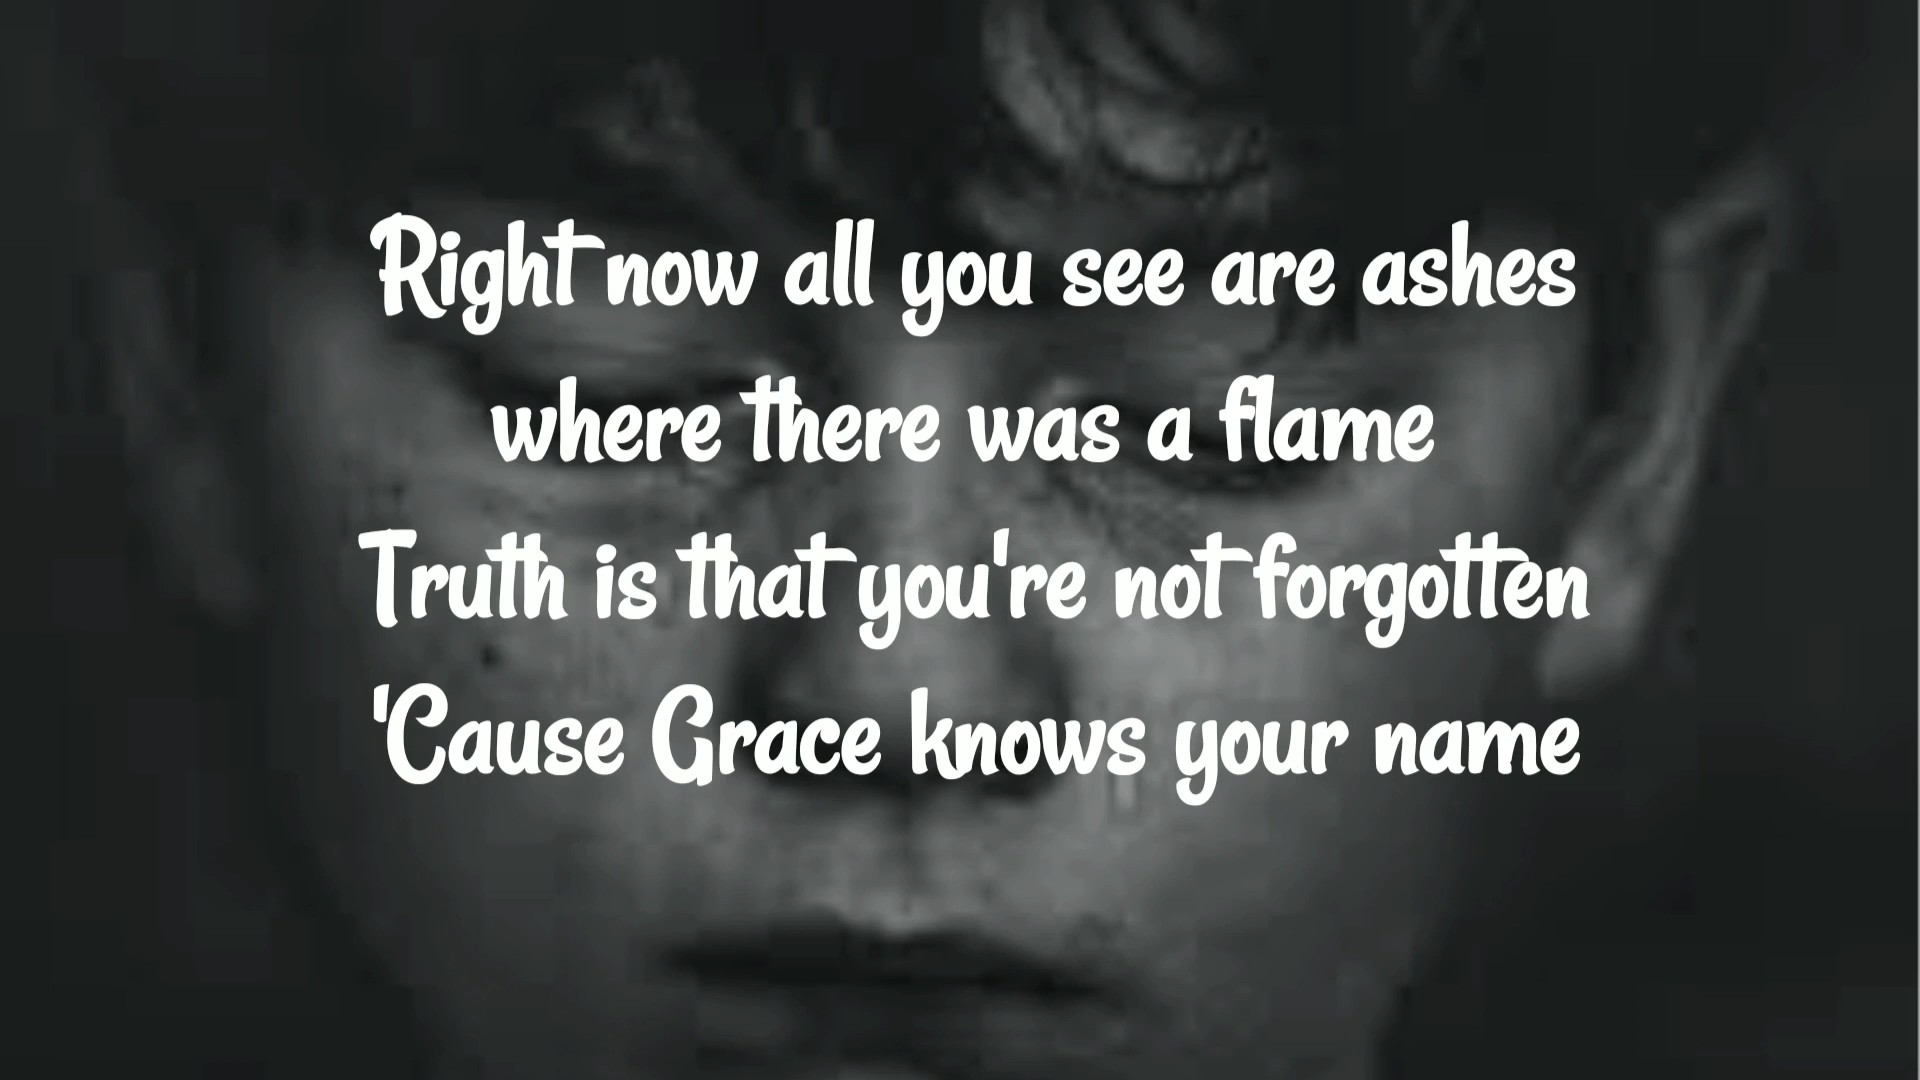 Right now all you see are ashes
where there was a flame
Truth is that you're not forgotten
'Cause Grace knows your name